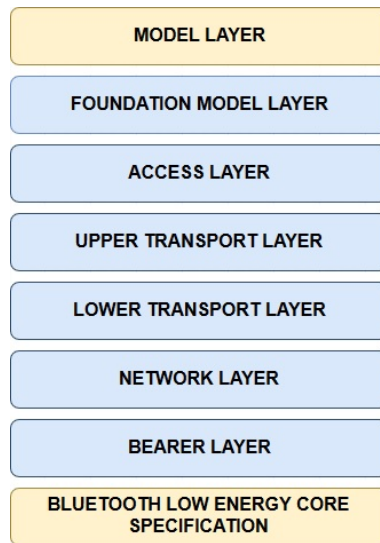 MODEL LAYER
FOUNDATION MODEL LAYER
ACCESS LAYER
UPPER TRANSPORT LAYER
LOWER TRANSPORT LAYER
NETWORK LAYER
BEARER LAYER
BLUETOOTH LOW ENERGY CORE
SPECIFICATION